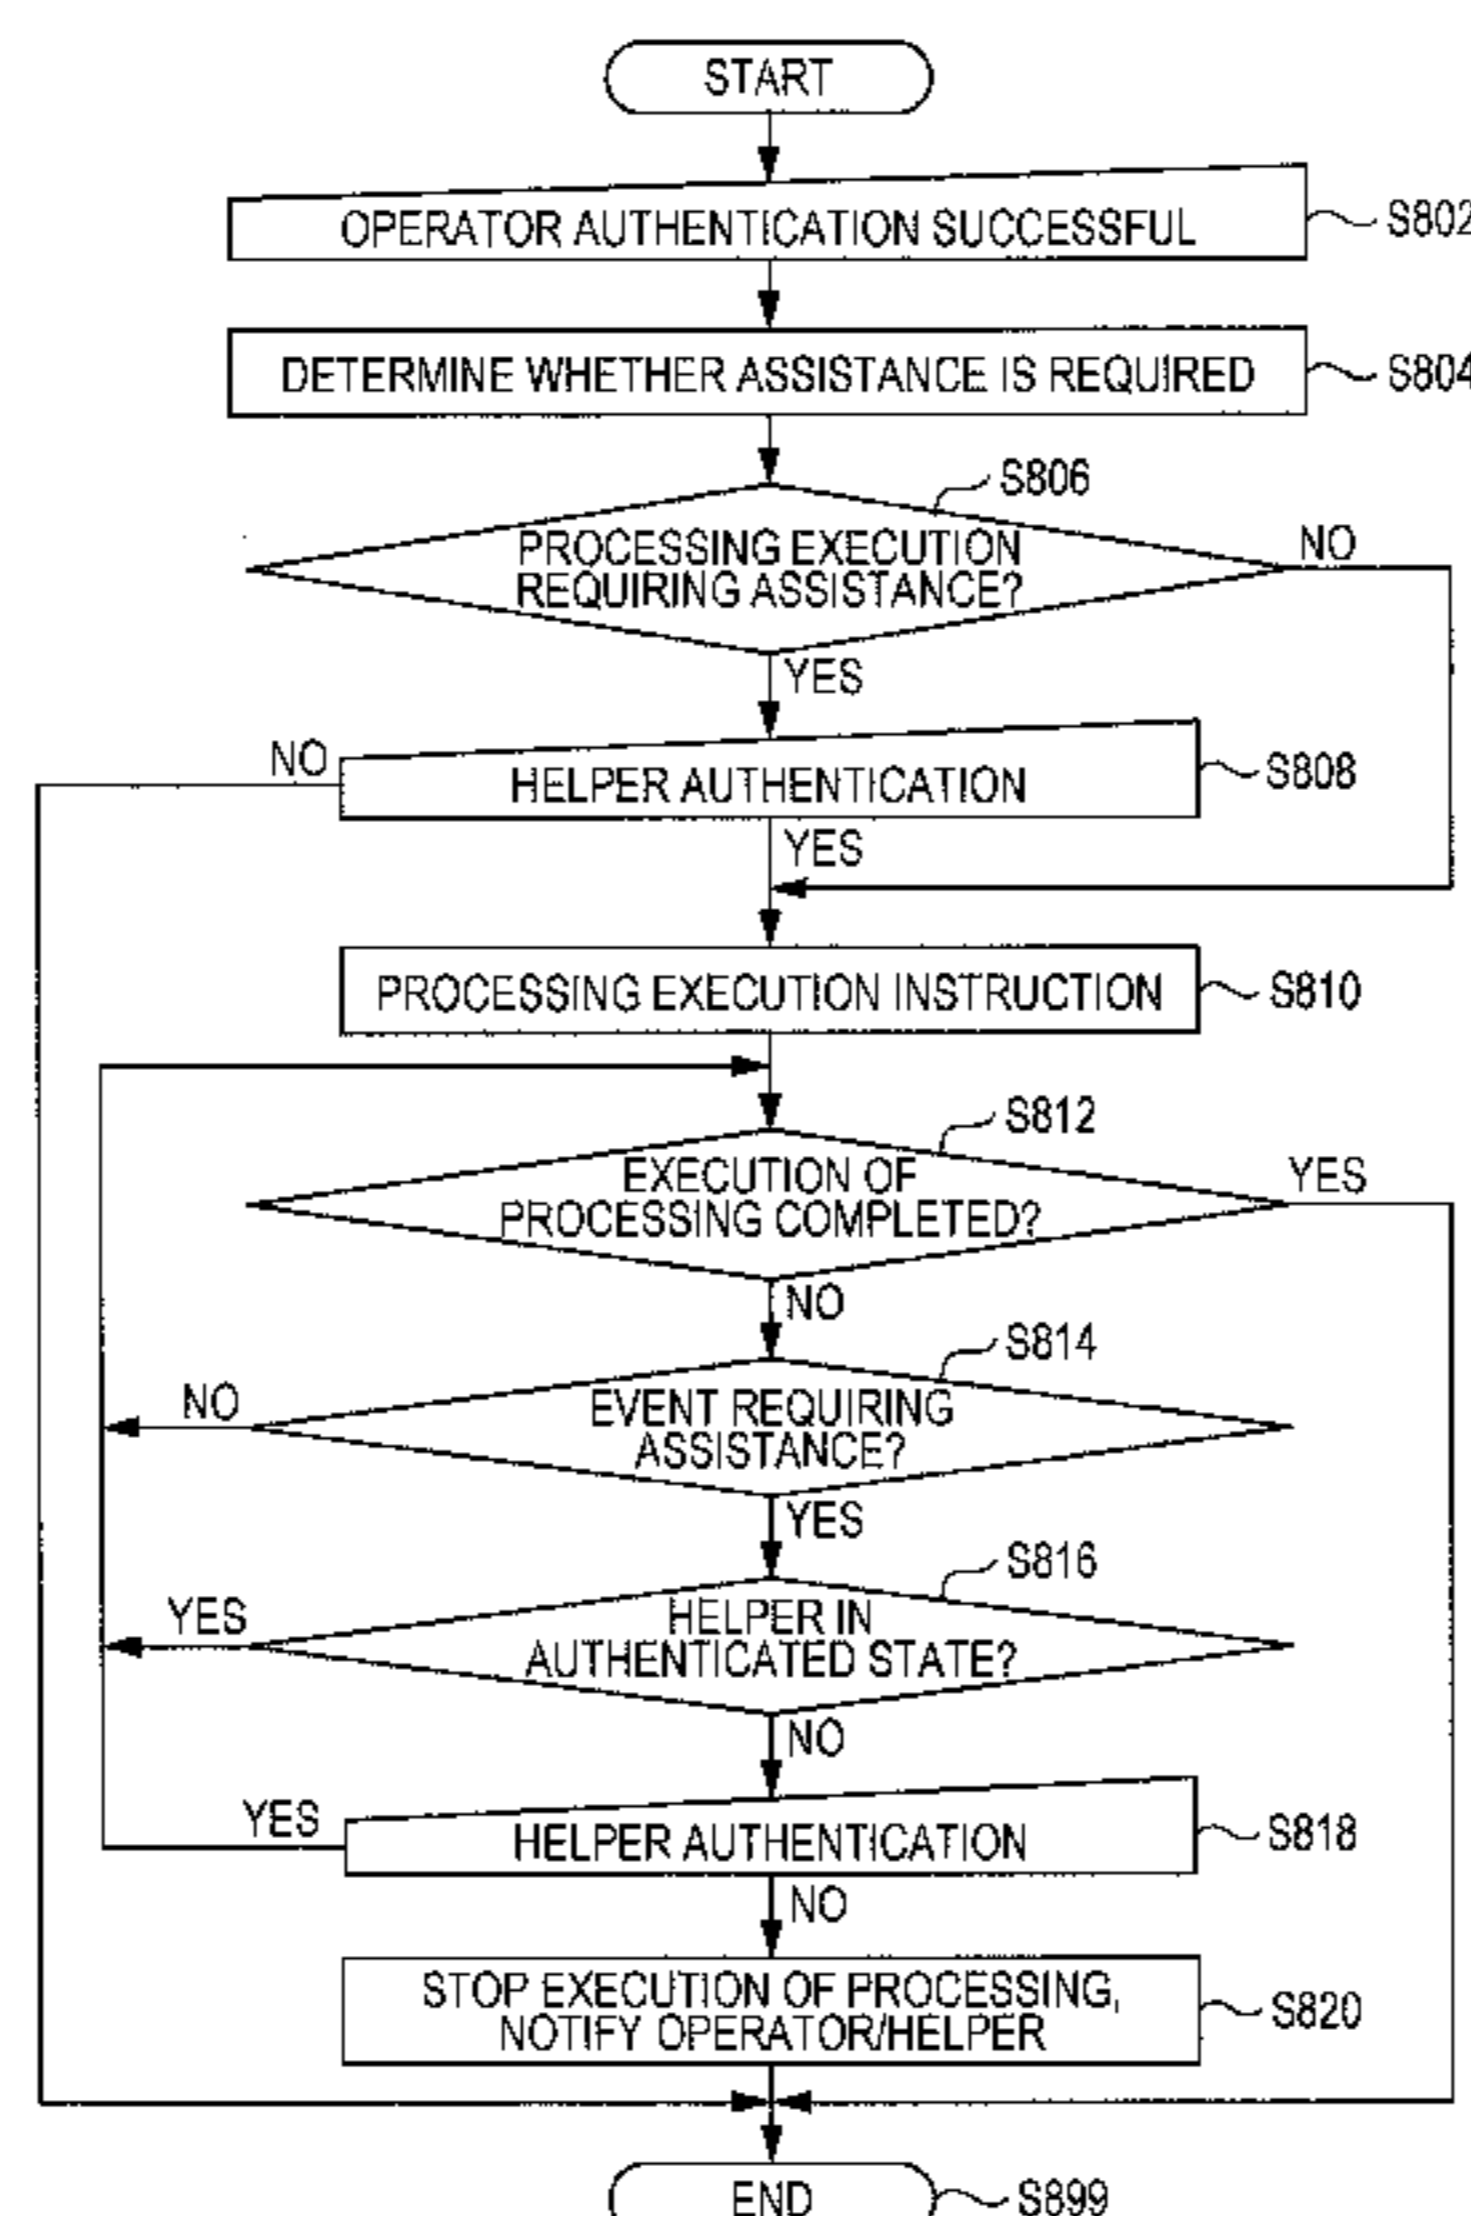 START
OPERATOR AUTHENTICATION SUCCESSFUL
S802
DETERMINE WHETHER ASSISTANCE IS REQUIRED
S804
S806
PROCESSING EXECUTION
REQUIRING ASSISTANCE?
NO
YES
NO
HELPER AUTHENTICATION
S808
YES
PROCESSING EXECUTION INSTRUCTION
S810
S812
EXECUTION OF
PROCESSING COMPLETED?
YES
NO
S814
EVENT REQUIRING
ASSISTANCE?
NO
YES
S816
HELPER IN
AUTHENTICATED STATE?
YES
NO
YES
HELPER AUTHENTICATION
S818
NO
STOP EXECUTION OF PROCESSING,
NOTIFY OPERATOR/HELPER
S820
END
S899